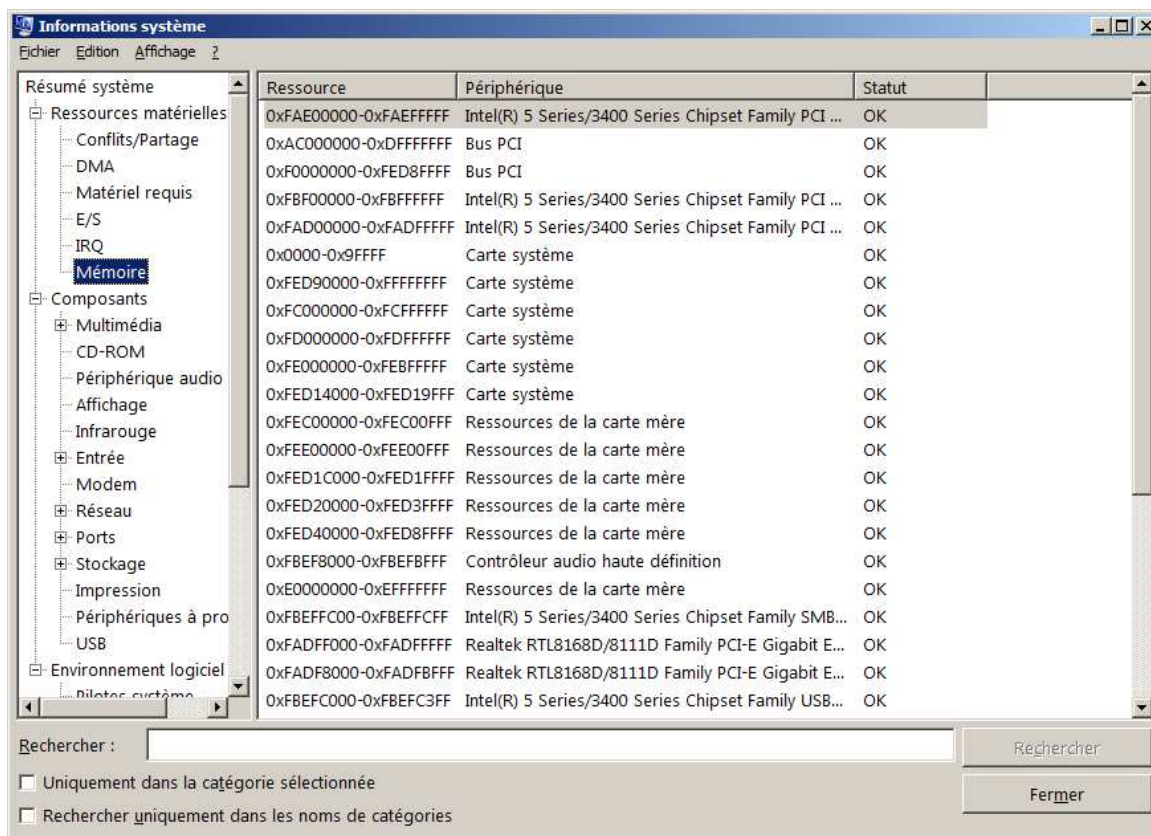 Informations système
Fichier Edition Affichage ?
Résumé système
Ressources matérielles
Conflits/Partage
DMA
Matériel requis
E/S
IRQ
Mémoire
Composants
Multimédia
CD-ROM
Périphérique audio
Affichage
Infrarouge
Entrée
Modem
Réseau
Ports
Stockage
Impression
Périphériques à pro
USB
Environnement logiciel
Pilotes système
Ressource Périphérique Statut
0xFAE00000-0xFAEFFFFF Intel(R) 5 Series/3400 Series Chipset Family PCI ... OK
0xAC000000-0xDFFFFFFF Bus PCI OK
0xF0000000-0xFED8FFFF Bus PCI OK
0xFBF00000-0xFBFFFFFF Intel(R) 5 Series/3400 Series Chipset Family PCI ... OK
0xFAD00000-0xFADFFFFF Intel(R) 5 Series/3400 Series Chipset Family PCI ... OK
0x0000-0x9FFFF Carte système OK
0xFED90000-0xFFFFFFFF Carte système OK
0xFC000000-0xFCFFFFFF Carte système OK
0xFD000000-0xFDFFFFFF Carte système OK
0xFE000000-0xFEBFFFFF Carte système OK
0xFED14000-0xFED19FFF Carte système OK
0xFEC00000-0xFEC00FFF Ressources de la carte mère OK
0xFEE00000-0xFEE00FFF Ressources de la carte mère OK
0xFED1C000-0xFED1FFFF Ressources de la carte mère OK
0xFED20000-0xFED3FFFF Ressources de la carte mère OK
0xFED40000-0xFED8FFFF Ressources de la carte mère OK
0xFBEF8000-0xFBEFBFFF Contrôleur audio haute définition OK
0xE0000000-0xEFFFFFFF Ressources de la carte mère OK
0xFBEFFC00-0xFBEFFCFF Intel(R) 5 Series/3400 Series Chipset Family SMB... OK
0xFADFF000-0xFADFFFFF Realtek RTL8168D/8111D Family PCI-E Gigabit E... OK
0xFADF8000-0xFADFBFFF Realtek RTL8168D/8111D Family PCI-E Gigabit E... OK
0xFBEFC000-0xFBEFC3FF Intel(R) 5 Series/3400 Series Chipset Family USB... OK
Rechercher :
Rechercher
Uniquement dans la catégorie sélectionnée
Fermer
Rechercher uniquement dans les noms de catégories